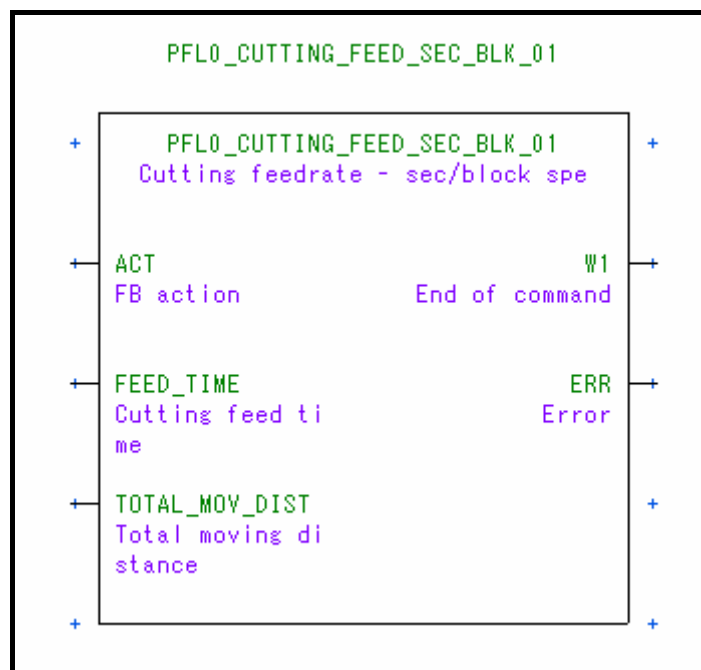 PFL0_CUTTING_FEED_SEC_BLK_01
PFL0_CUTTING_FEED_SEC_BLK_01
Cutting feedrate - sec/block spe
ACT W1
FB action End of command
FEED_TIME ERR
Cutting feed ti Error
me
TOTAL_MOV_DIST
Total moving di
stance